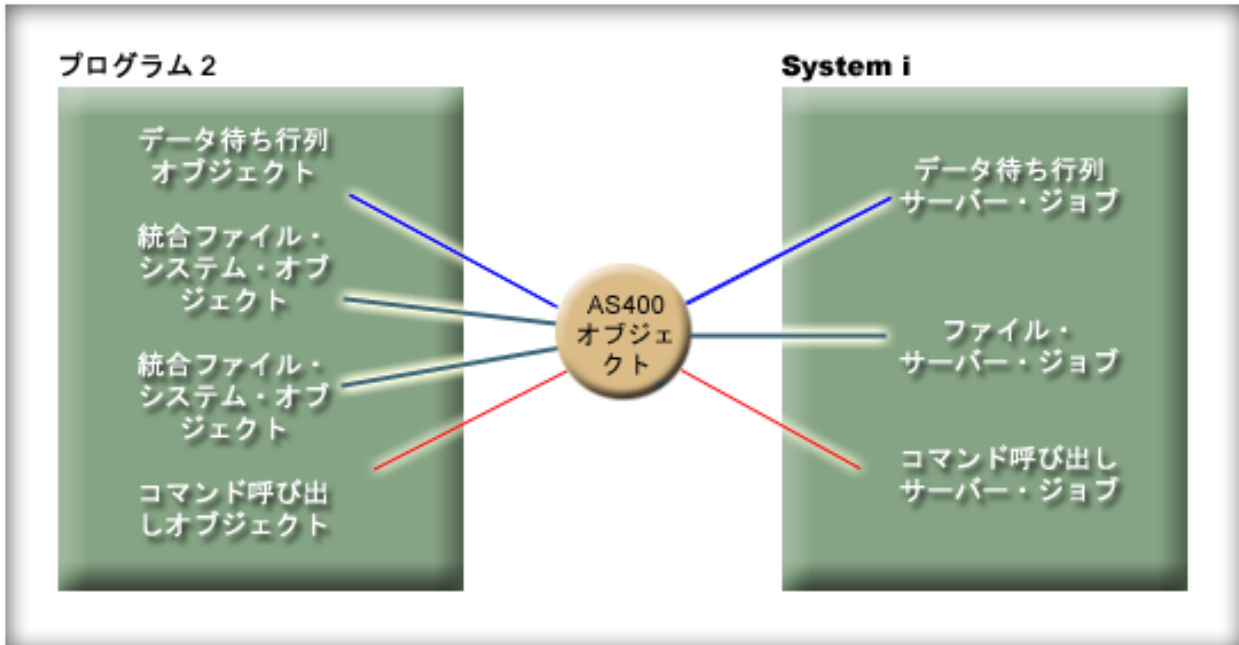 プログラム 2
データ待ち行列
オブジェクト
統合ファイル・
システム・オブ
ジェクト
統合ファイル・
システム・オブ
ジェクト
コマンド呼び出
しオブジェクト
AS400
オブジェ
クト
System i
データ待ち行列
サーバー・ジョブ
ファイル・
サーバー・ジョブ
コマンド呼び出し
サーバー・ジョブ